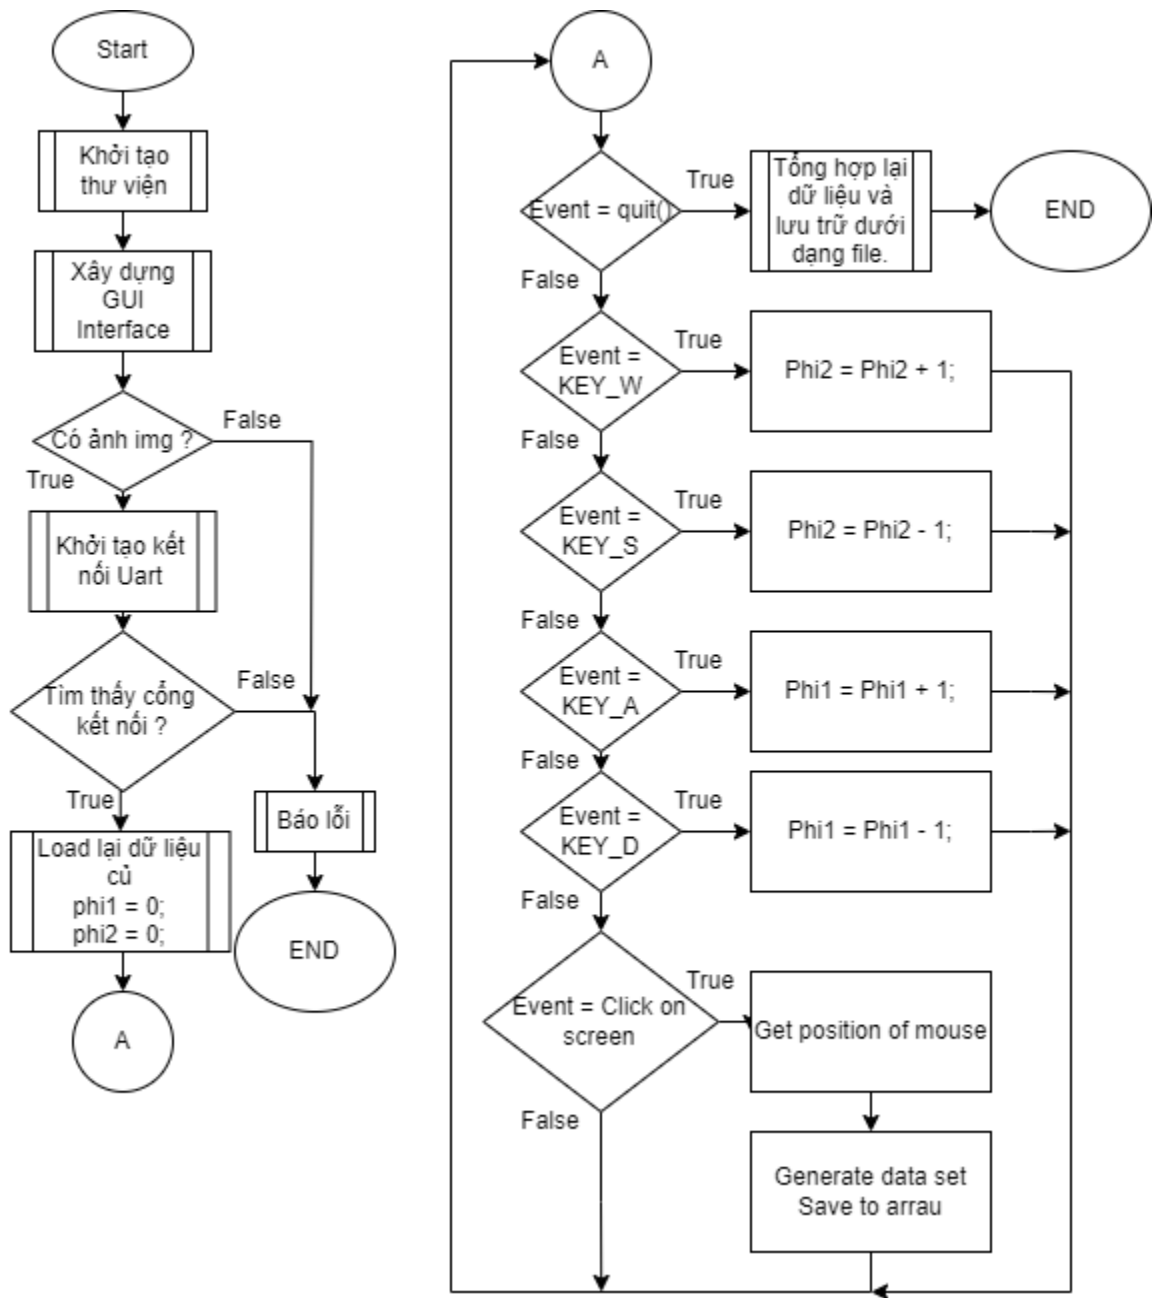 Start
Khởi tạo
thư viện
Xây dựng
GUI
Interface
Có ảnh img ?
False
True
Khởi tạo kết
nối Uart
Tìm thấy cổng
kết nối ?
False
True
Báo lỗi
END
Load lại dữ liệu
củ
phi1 = 0;
phi2 = 0;
A
A
Event = quit()
True
Tổng hợp lại
dữ liệu và
lưu trữ dưới
dạng file.
END
False
Event =
KEY_W
True
Phi2 = Phi2 + 1;
False
Event =
KEY_S
True
Phi2 = Phi2 - 1;
False
Event =
KEY_A
True
Phi1 = Phi1 + 1;
False
Event =
KEY_D
True
Phi1 = Phi1 - 1;
False
Event = Click on
screen
True
Get position of mouse
False
Generate data set
Save to arrau